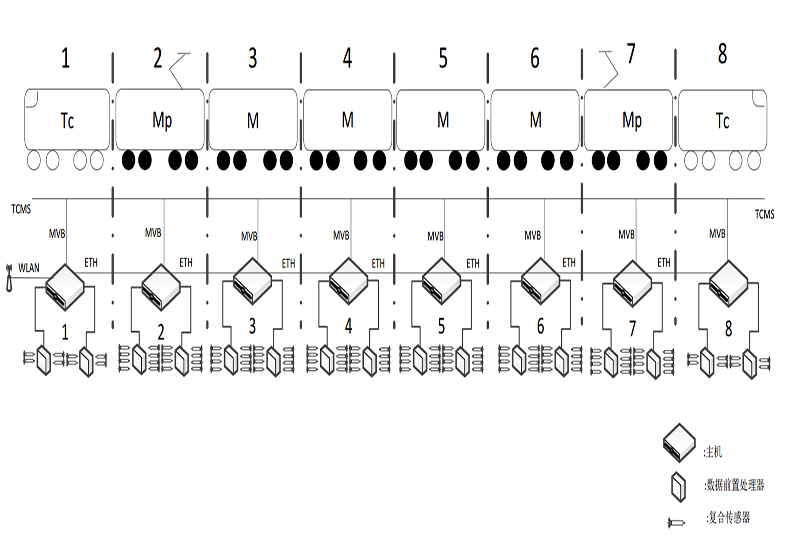 1 2 3 4 5 6 7 8
Tc Mp M M M M Mp Tc
TCMS TCMS
MVB MVB MVB MVB MVB MVB MVB MVB
WLAN ETH ETH ETH ETH ETH ETH ETH
1 2 3 4 5 6 7 8
:主机
:数据前置处理器
:复合传感器